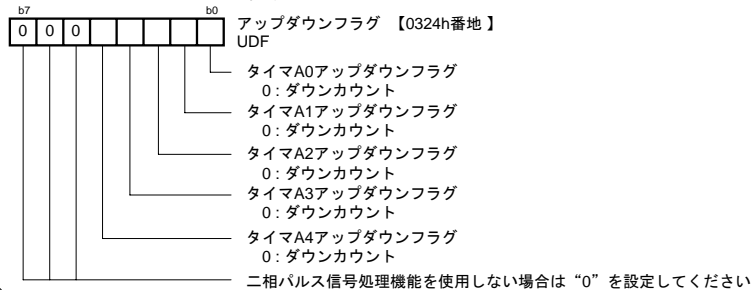 b7 b0
0 0 0 アップダウンフラグ 【0324h番地 】
UDF
タイマA0アップダウンフラグ
0 : ダウンカウント
タイマA1アップダウンフラグ
0 : ダウンカウント
タイマA2アップダウンフラグ
0 : ダウンカウント
タイマA3アップダウンフラグ
0 : ダウンカウント
タイマA4アップダウンフラグ
0 : ダウンカウント
二相パルス信号処理機能を使用しない場合は“0”を設定してください